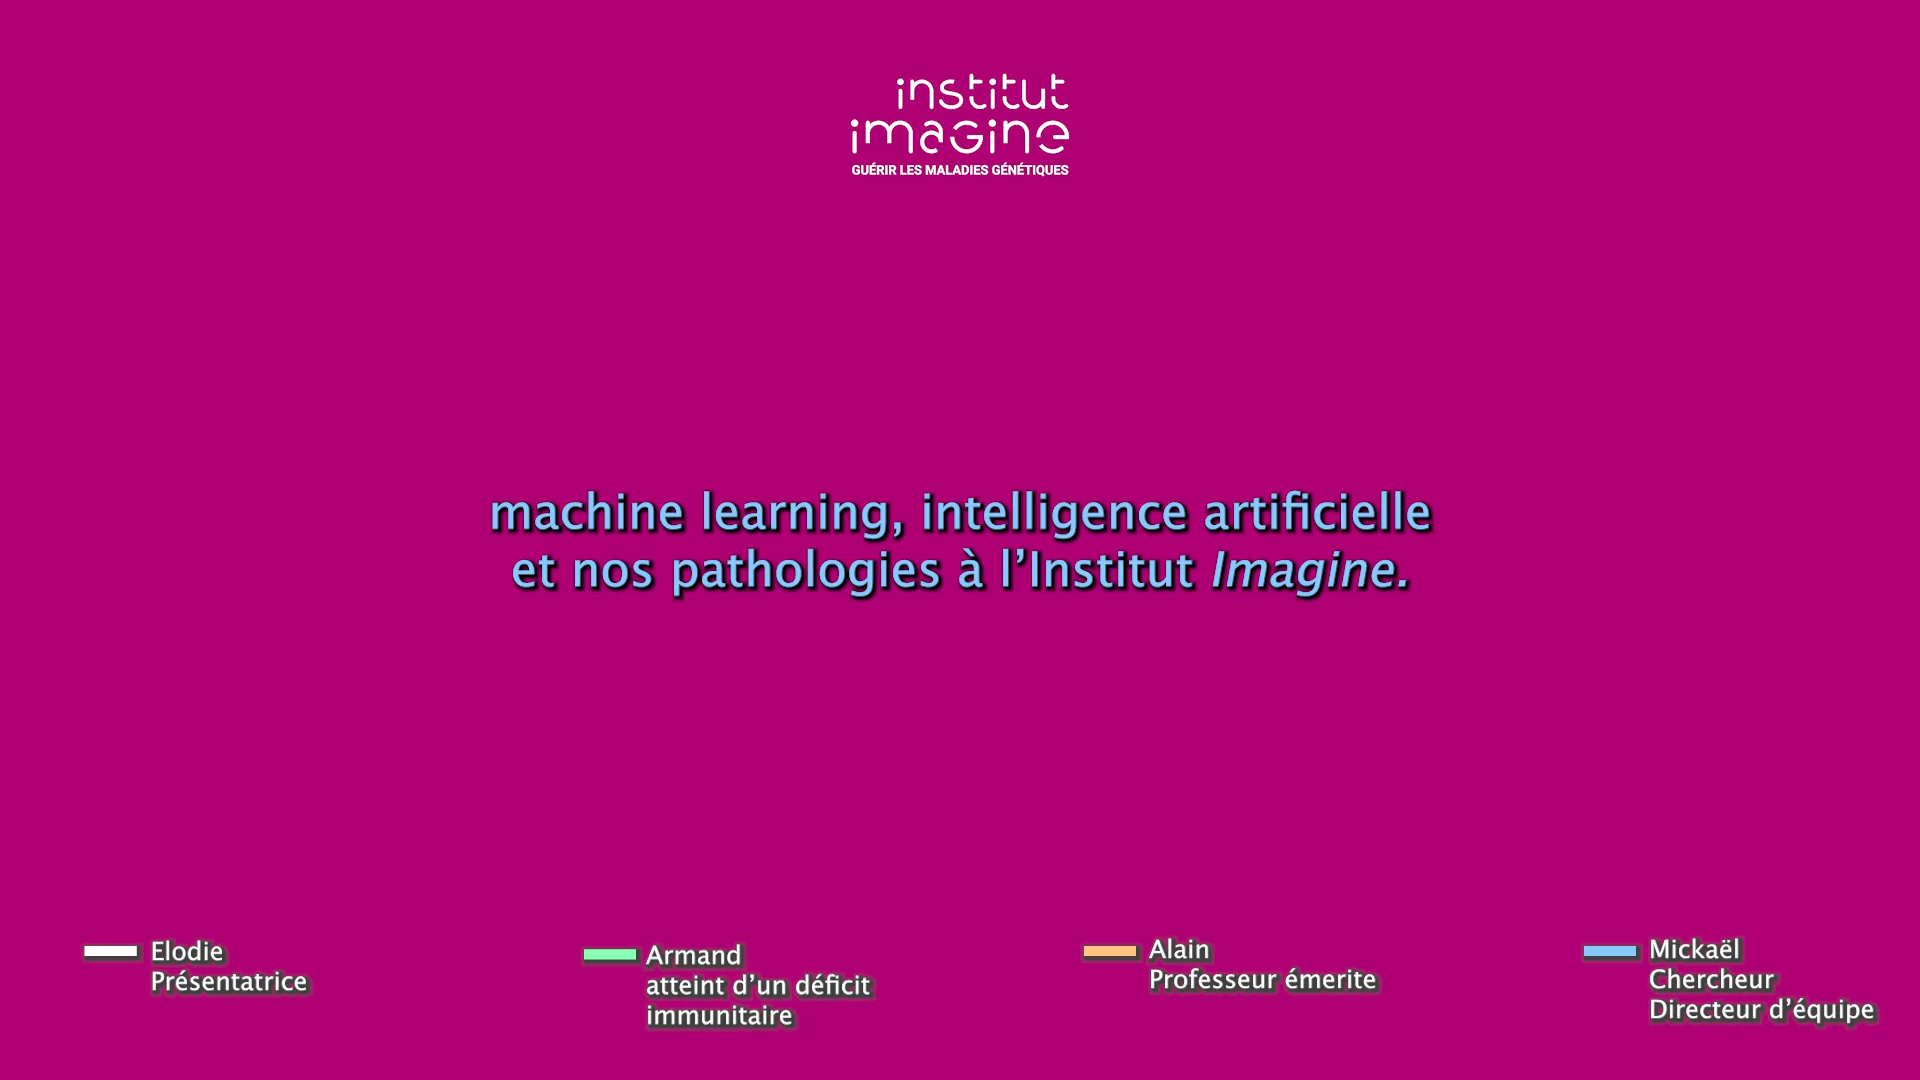 institut
imagine
GUÉRIR LES MALADIES GÉNÉTIQUES
machine learning, intelligence artificielle
et nos pathologies à l’Institut Imagine.
Elodie
Présentatrice
Armand
atteint d’un déficit
immunitaire
Alain
Professeur émerite
Mickaël
Chercheur
Directeur d’équipe